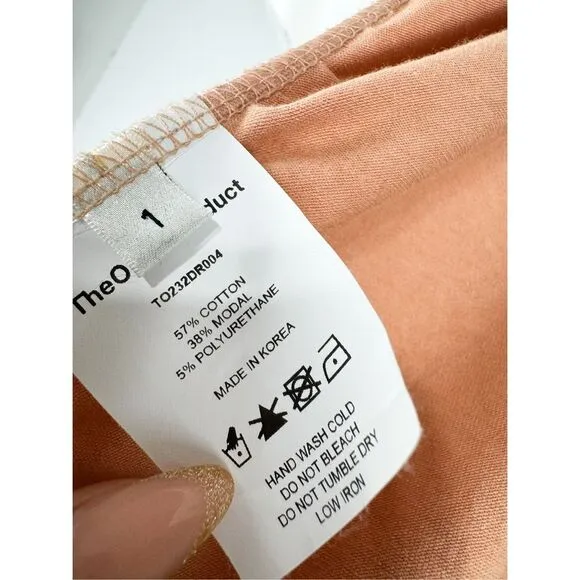 1
TheO duct
TO232DR004
57% COTTON
38% MODAL
5% POLYURETHANE
MADE IN KOREA
HAND WASH COLD
DO NOT BLEACH
DO NOT TUMBLE DRY
LOW IRON